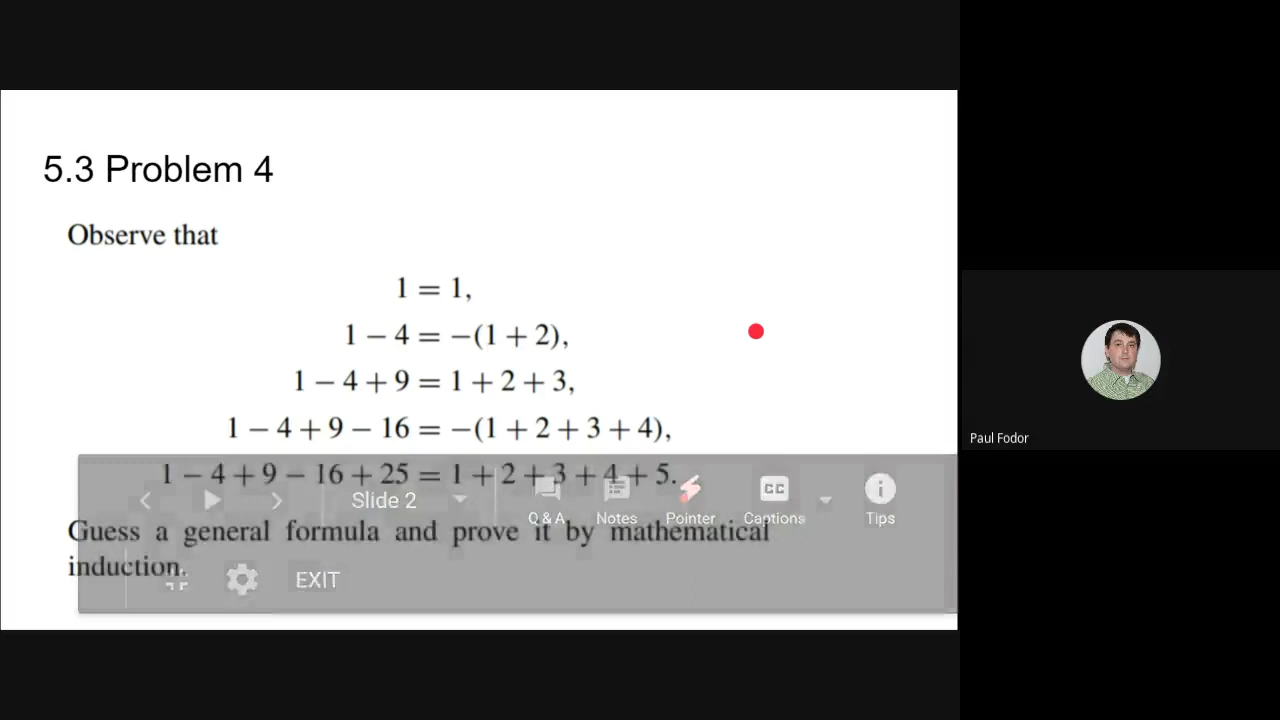 5.3 Problem 4
Observe that
1 = 1,
1 − 4 = −(1 + 2),
1 − 4 + 9 = 1 + 2 + 3,
1 − 4 + 9 − 16 = −(1 + 2 + 3 + 4),
1 − 4 + 9 − 16 + 25 = 1 + 2 + 3 + 4 + 5.
Guess a general formula and prove it by mathematical
induction.
Slide 2
Q & A Notes Pointer CC Captions Tips
EXIT
Paul Fodor